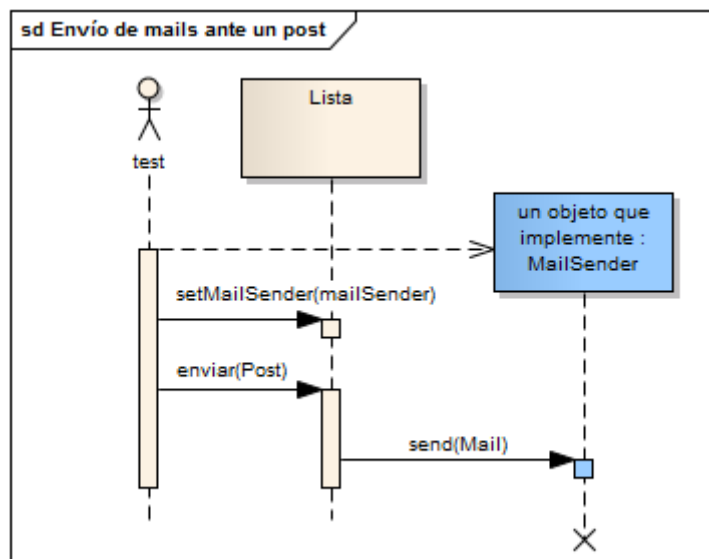 sd Envío de mails ante un post
Lista
test
un objeto que
implemente :
MailSender
setMailSender(mailSender)
enviar(Post)
send(Mail)